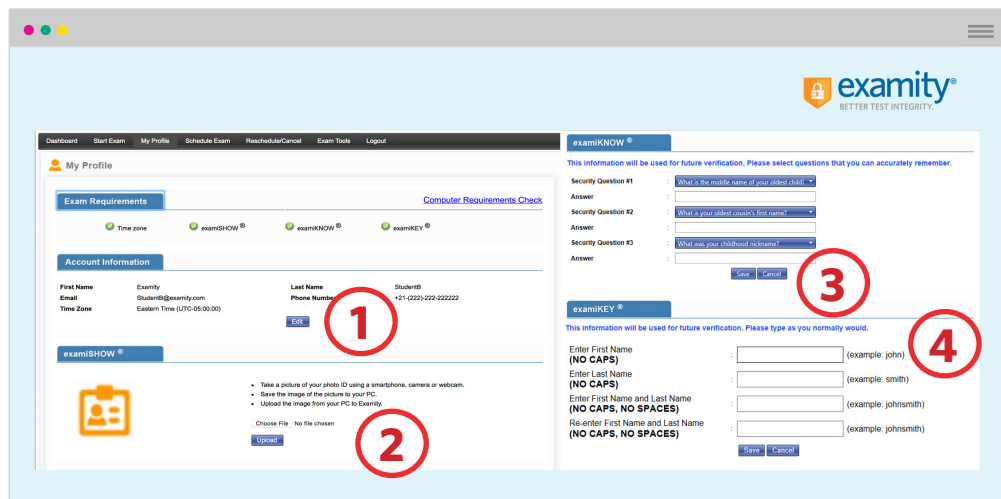 examity®
BETTER TEST INTEGRITY.
Dashboard Start Exam My Profile Schedule Exam Reschedule/Cancel Exam Tools Logout
My Profile
Exam Requirements
Computer Requirements Check
Time zone examiSHOW ® examiKNOW ® examiKEY ®
Account Information
First Name Examity Last Name StudentB
Email StudentB@examity.com Phone Number +21-(222)-222-222222
Time Zone Eastern Time (UTC-05:00:00)
Edit
1
examiSHOW ®
• Take a picture of your photo ID using a smartphone, camera or webcam.
• Save the image of the picture to your PC.
• Upload the image from your PC to Examity.
Choose File No file chosen
Upload
2
examiKNOW ®
This information will be used for future verification. Please select questions that you can accurately remember.
Security Question #1 : What is the middle name of your oldest child?
Answer :
Security Question #2 : What is your oldest cousin's first name?
Answer :
Security Question #3 : What was your childhood nickname?
Answer :
Save Cancel
3
examiKEY ®
This information will be used for future verification. Please type as you normally would.
4
Enter First Name
(NO CAPS) : (example: john)
Enter Last Name
(NO CAPS) : (example: smith)
Enter First Name and Last Name
(NO CAPS, NO SPACES) : (example: johnsmith)
Re-enter First Name and Last Name
(NO CAPS, NO SPACES) : (example: johnsmith)
Save Cancel